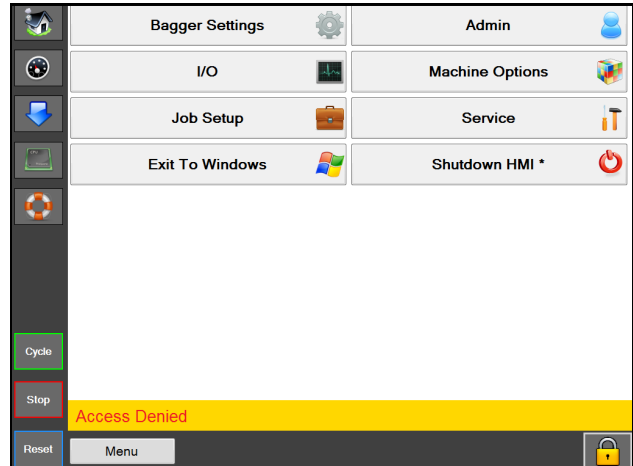 Bagger Settings
Admin
I/O
Machine Options
Job Setup
Service
Exit To Windows
Shutdown HMI *
Cycle
Stop
Access Denied
Reset
Menu